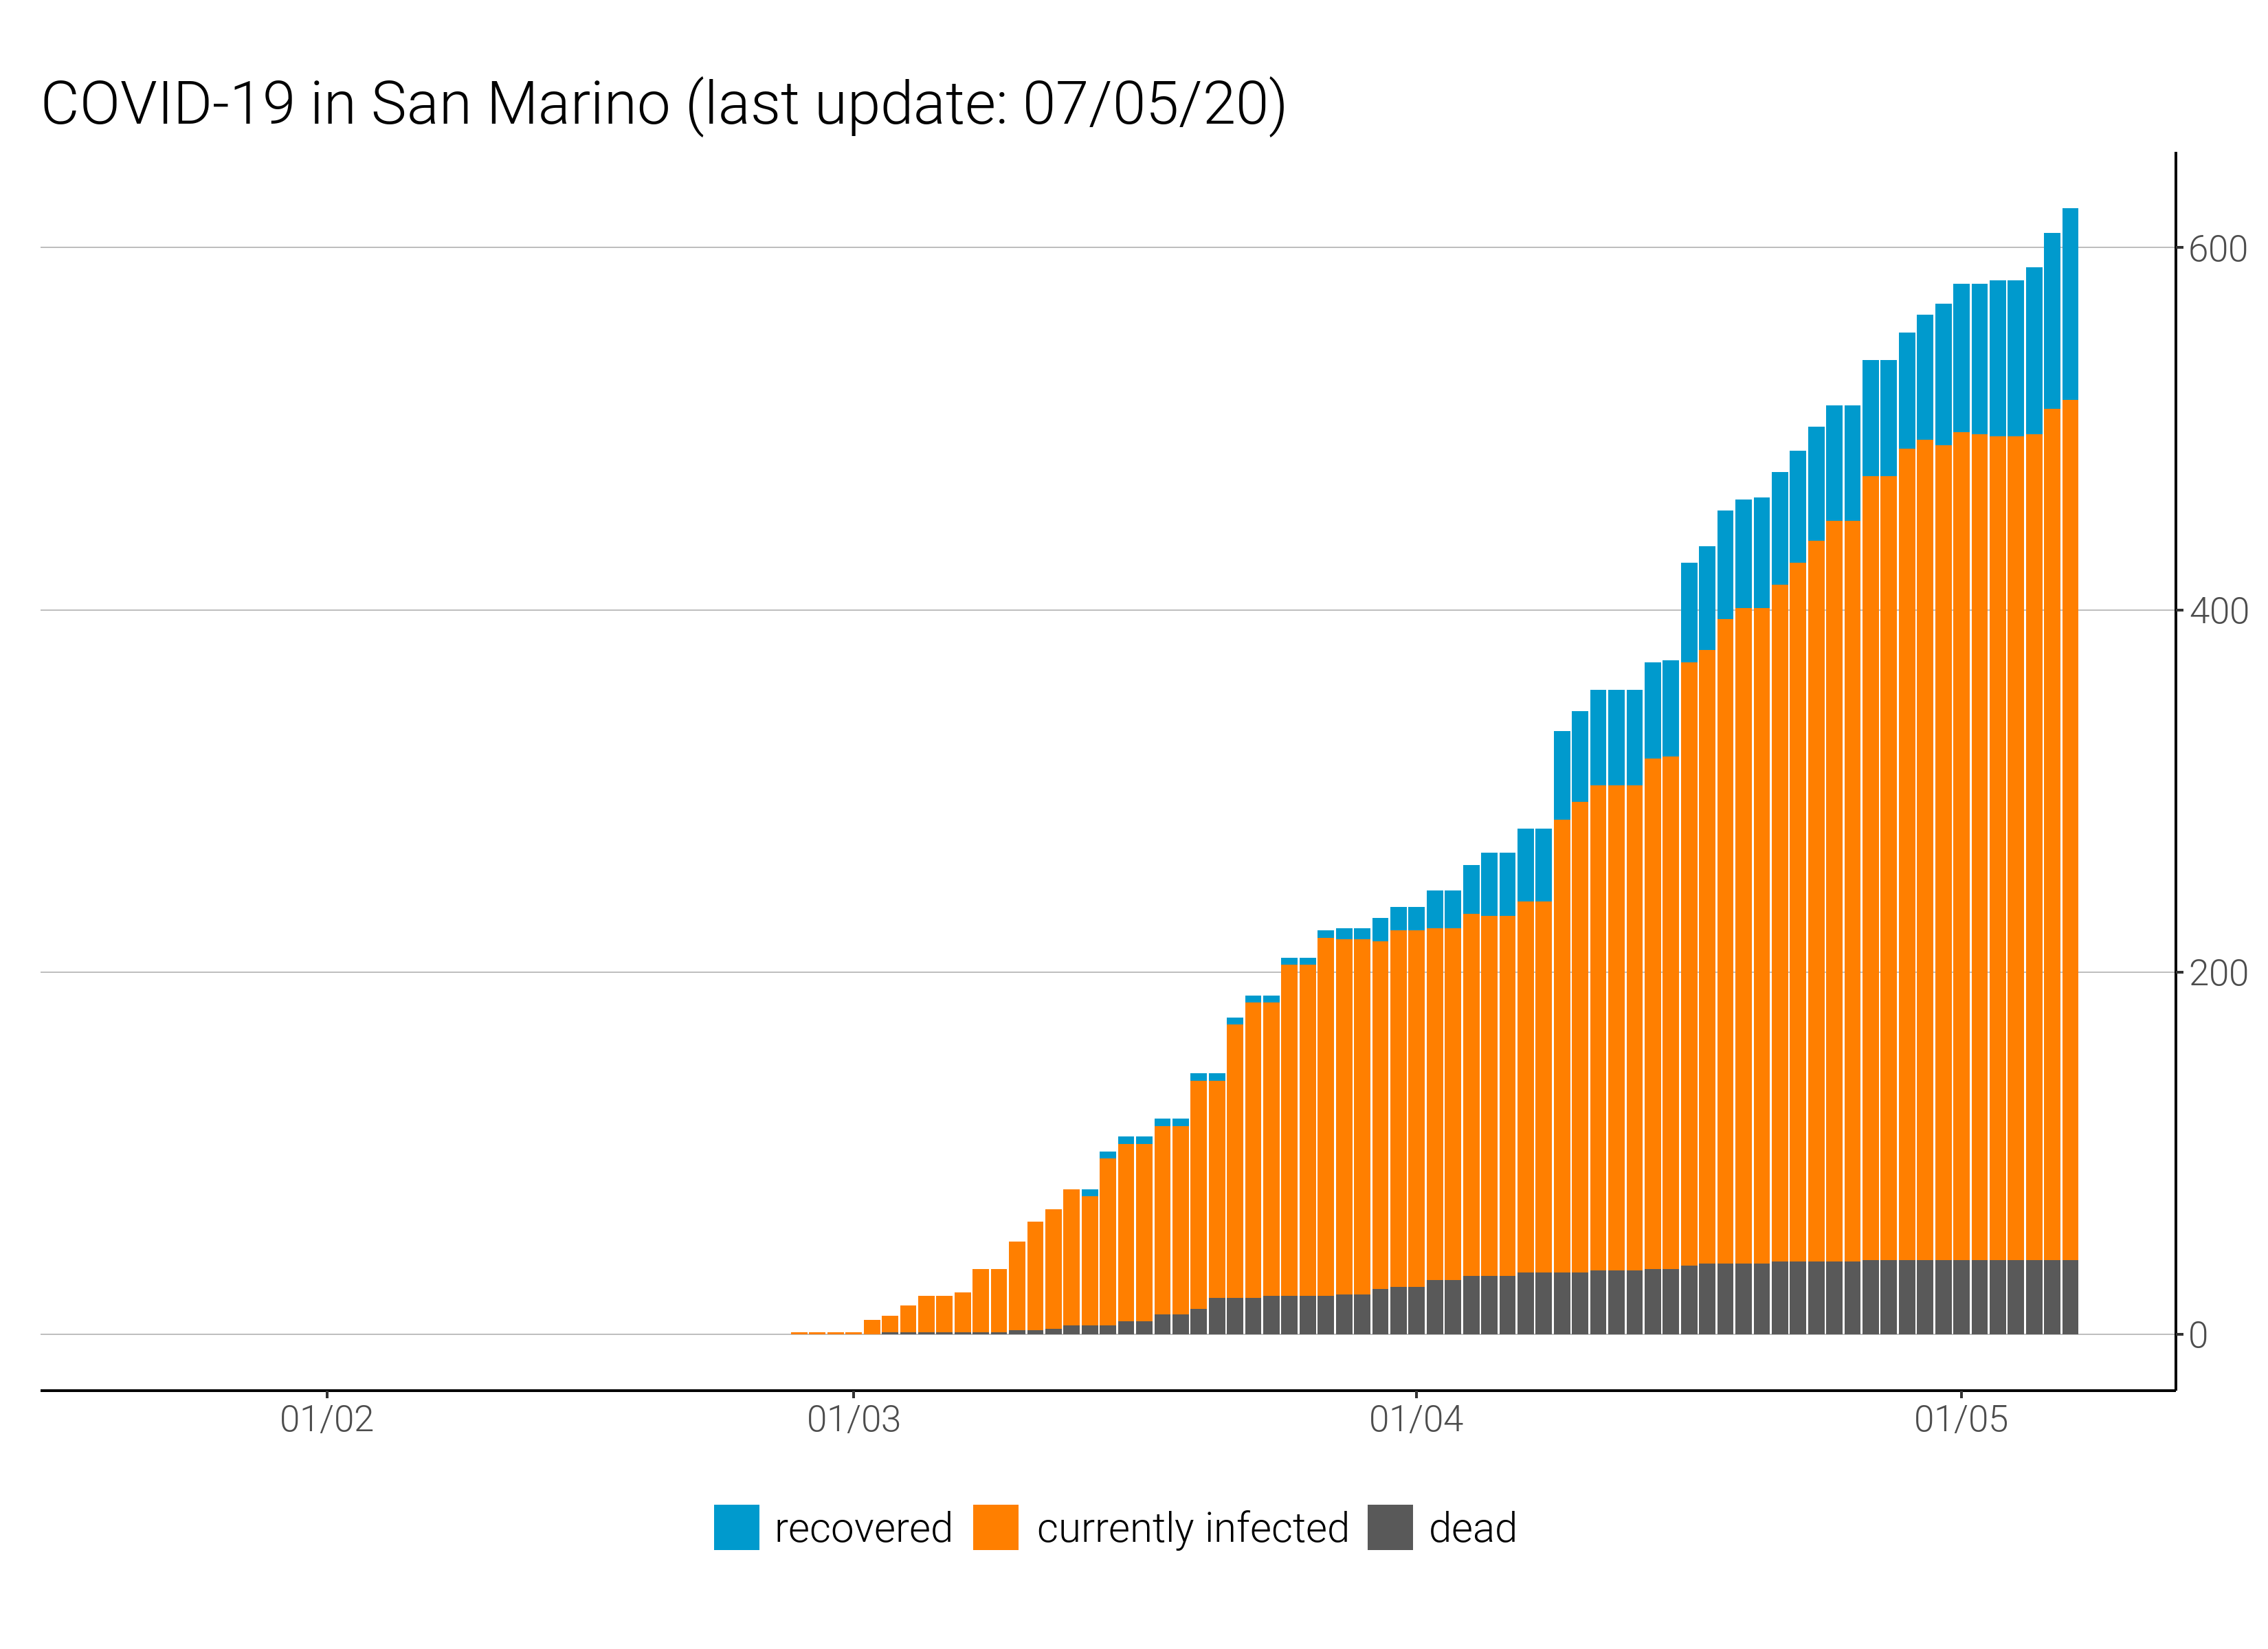 COVID-19 in San Marino (last update: 07/05/20)
600
400
200
0
01/02 01/03 01/04 01/05
recovered currently infected dead